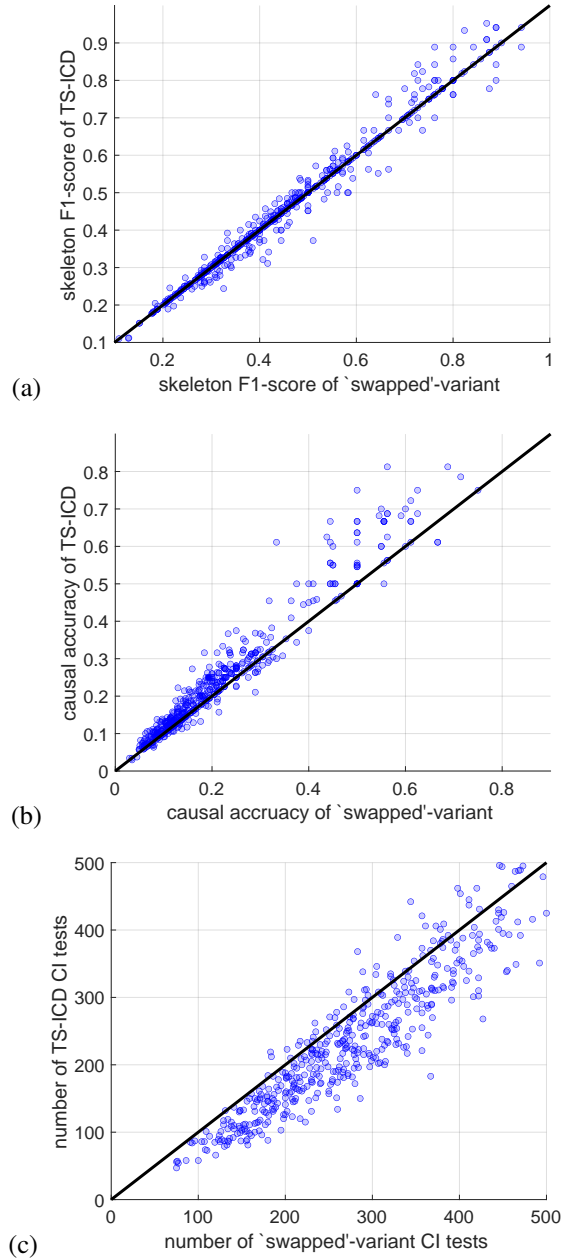 0.9
0.8
0.7
0.6
0.5
0.4
0.3
0.2
0.1
skeleton F1-score of TS-ICD
0.2 0.4 0.6 0.8 1
skeleton F1-score of `swapped'-variant
(a)
0.8
0.7
0.6
0.5
0.4
0.3
0.2
0.1
0
causal accuracy of TS-ICD
0 0.2 0.4 0.6 0.8
causal accruacy of `swapped'-variant
(b)
500
400
300
200
100
0
number of TS-ICD CI tests
0 100 200 300 400 500
number of `swapped'-variant CI tests
(c)